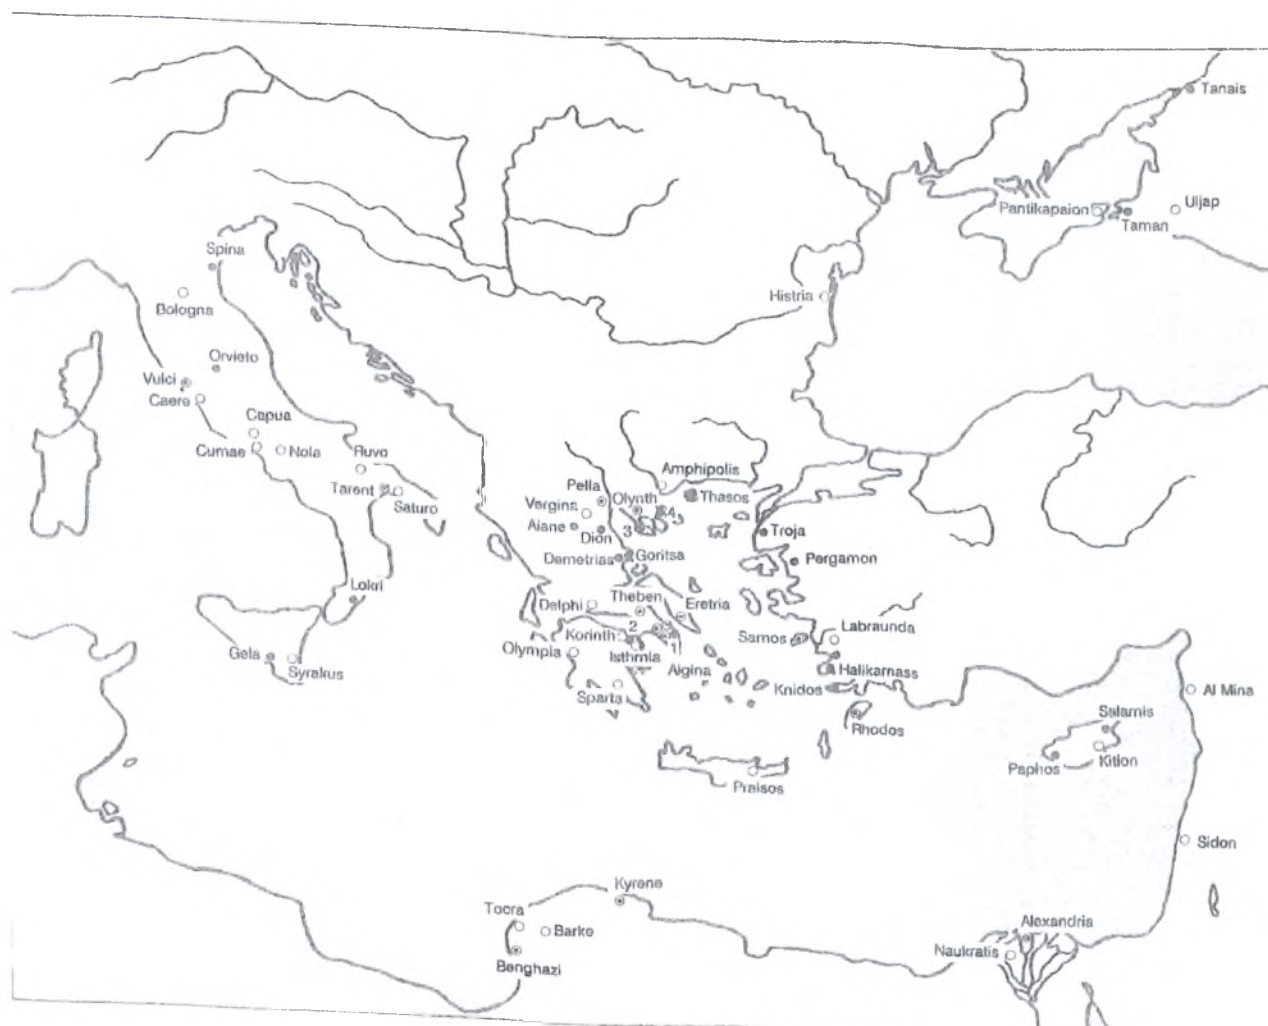 Tanais
Pantikapaion
Uljap
Taman
Spina
Histria
Bologna
Orvieto
Vulci
Caere
Capua
Cumae
Nola
Ruvo
Tarent
Saturo
Amphipolis
Pella
Olynth
Thasos
Vergina
4
Aiane
3
Dion
Troja
Demetrias
Goritsa
Pergamon
Theben
Delphi
Eretria
2
Korinth
Samos
Labraunda
Olympia
1
Isthmia
Aigina
Halikarnass
Gela
Syrakus
Lokri
Sparta
Knidos
Al Mina
Rhodos
Salamis
Paphos
Kition
Praisos
Sidon
Kyrene
Tocra
Barke
Alexandria
Naukratis
Benghazi